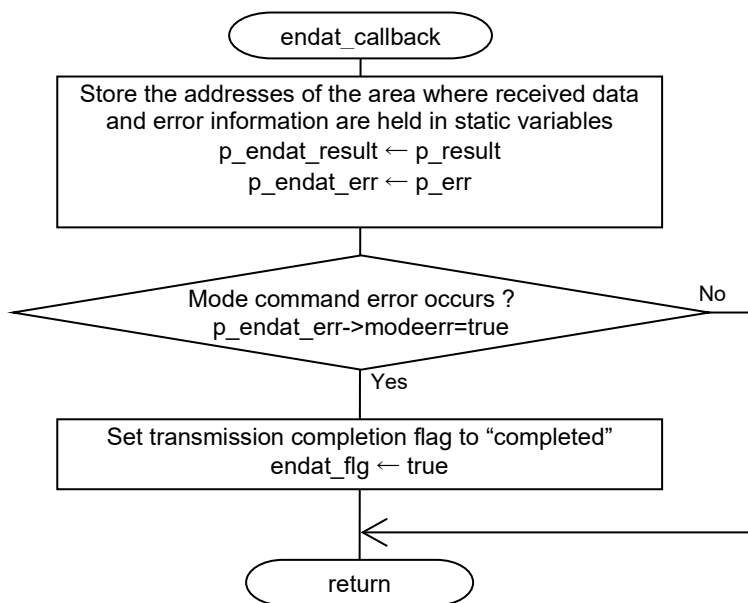 endat_callback
Store the addresses of the area where received data
and error information are held in static variables
p_endat_result ← p_result
p_endat_err ← p_err
Mode command error occurs ?
p_endat_err->modeerr=true
No
Yes
Set transmission completion flag to “completed”
endat_flg ← true
return